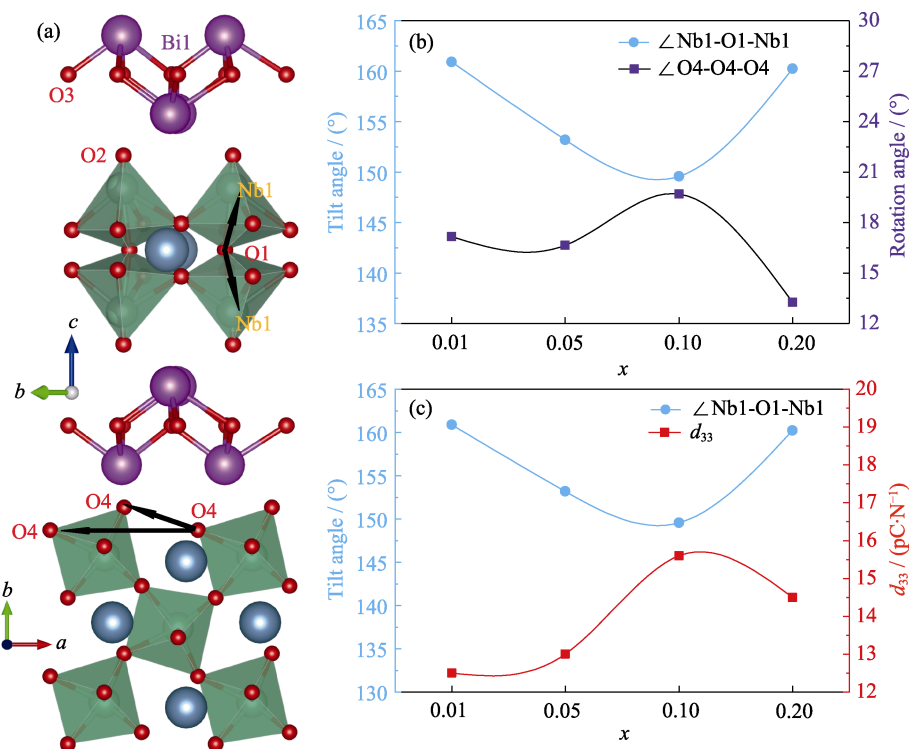 (a)
Bi1
O3
O2
Nb1
O1
Nb1
c
b
O4
O4
O4
b
a
(b)
∠Nb1-O1-Nb1
∠O4-O4-O4
Tilt angle / (°)
165
160
155
150
145
140
135
Rotation angle / (°)
30
27
24
21
18
15
12
0.01 0.05 0.10 0.20
x
(c)
∠Nb1-O1-Nb1
d₃₃
Tilt angle / (°)
165
160
155
150
145
140
135
130
d₃₃ / (pC·N⁻¹)
20
19
18
17
16
15
14
13
12
0.01 0.05 0.10 0.20
x